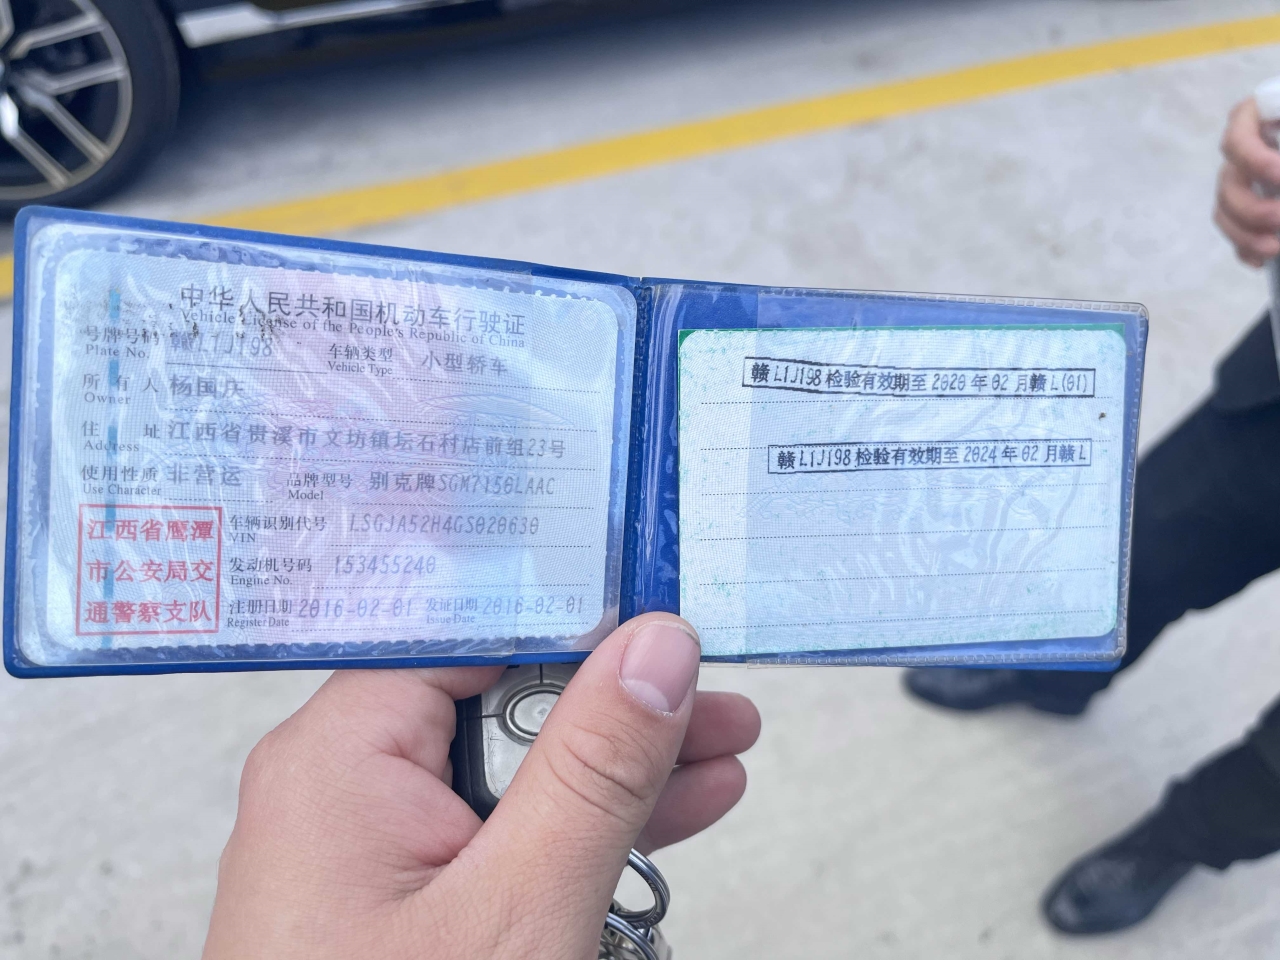 中华人民共和国机动车行驶证
Vehicle License of the People's Republic of China
号牌号码 L1J198 车辆类型 小型轿车
Plate No. Vehicle Type
所有人 杨国庆
Owner
住址 江西省贵溪市文坊镇坛石村店前组23号
Address
使用性质 非营运 品牌型号 别克牌SGM7150LAAC
Use Character Model
江西省鹰潭
市公安局交
通警察支队
车辆识别代号 LSGJA52H4GS020630
VIN
发动机号码 153455240
Engine No.
注册日期 2016-02-01 发证日期 2016-02-01
Register Date Issue Date
赣L1J198检验有效期至2020年02月赣L(01)
赣L1J198检验有效期至2024年02月赣L